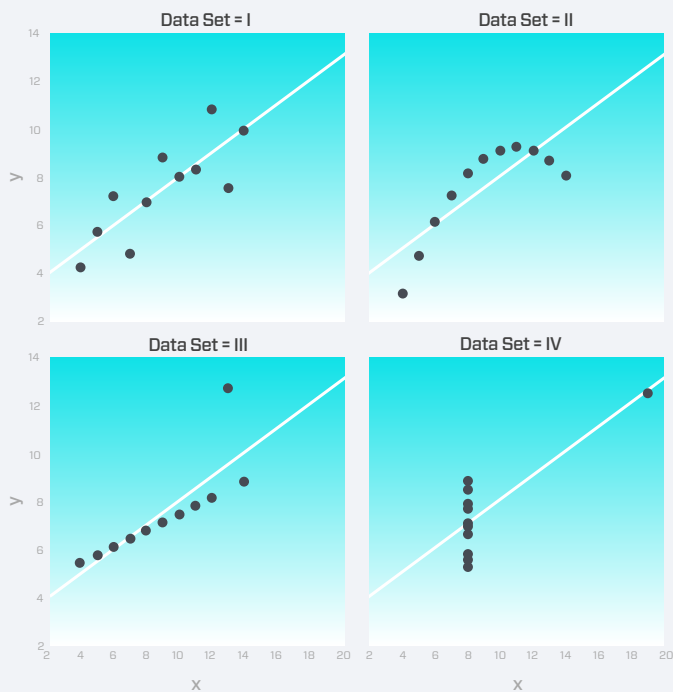 Data Set = I
Data Set = II
14
12
10
8
6
4
2
y
Data Set = III
Data Set = IV
14
12
10
8
6
4
2
y
2 4 6 8 10 12 14 16 18 20
2 4 6 8 10 12 14 16 18 20
X
X